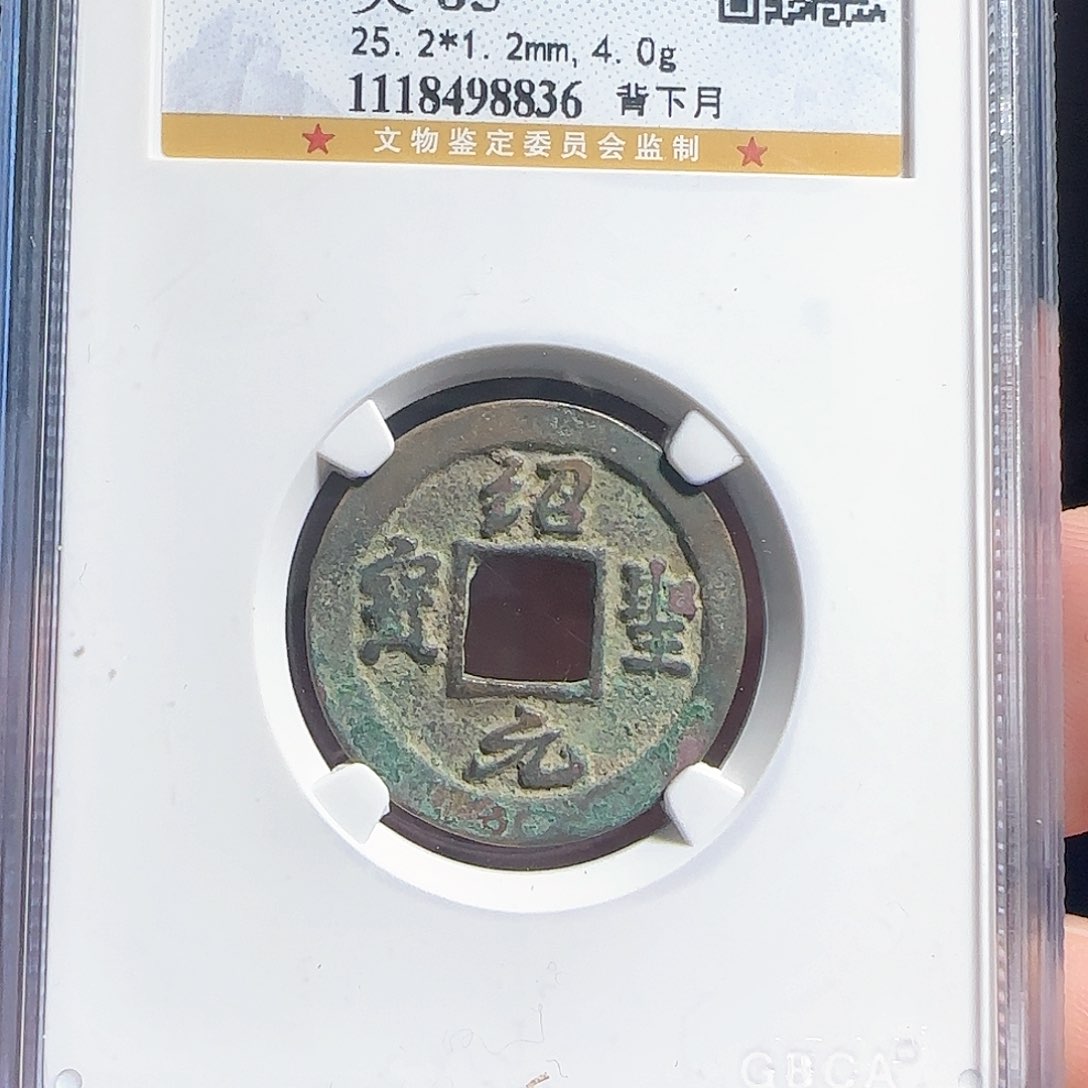 25.2*1.2mm, 4.0g
1118498836 背下月
文物鉴定委员会监制
紹聖元寶
GBCA